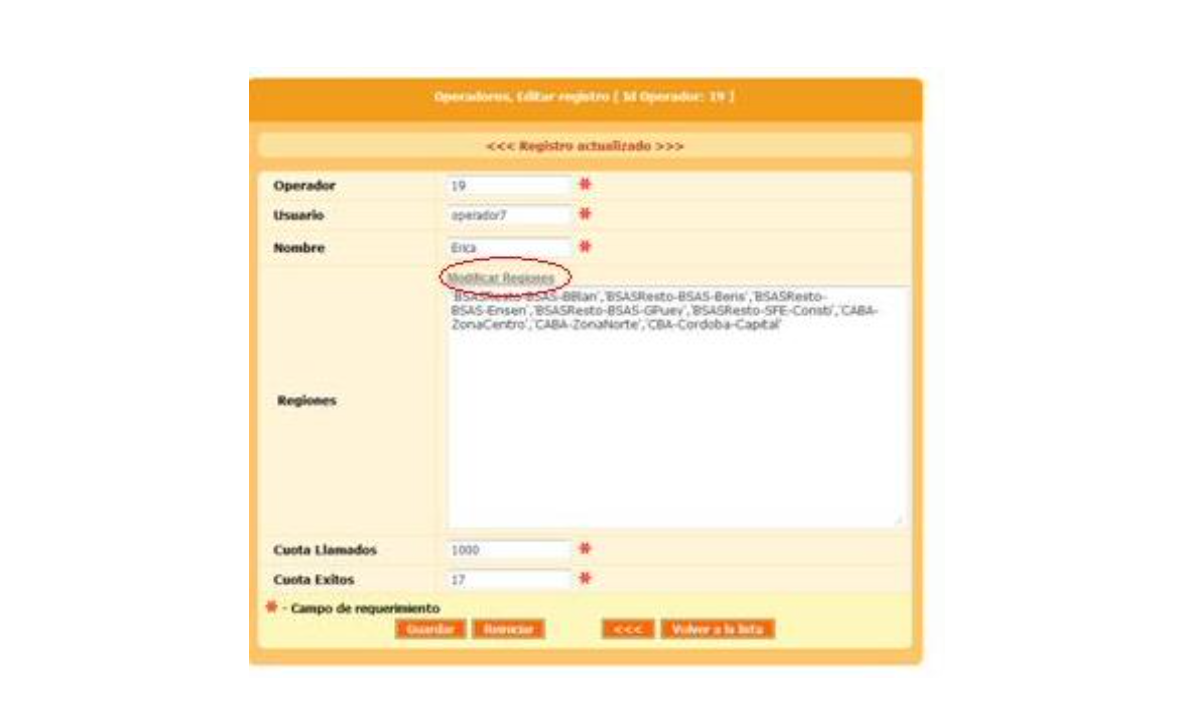 Operadores, Editar registro [ Id Operador: 19 ]
<<< Registro actualizado >>>
Operador 19 *
Usuario operador7 *
Nombre Erica *
Modificar Regiones
'BSASResto-BSAS-BBlan','BSASResto-BSAS-Beris','BSASResto-
BSAS-Ensen','BSASResto-BSAS-GPuey','BSASResto-SFE-Consti','CABA-
ZonaCentro','CABA-ZonaNorte','CBA-Cordoba-Capital'
Regiones
Cuota Llamados 1000 *
Cuota Exitos 17 *
* - Campo de requerimiento
Guardar Reiniciar <<< Volver a la lista